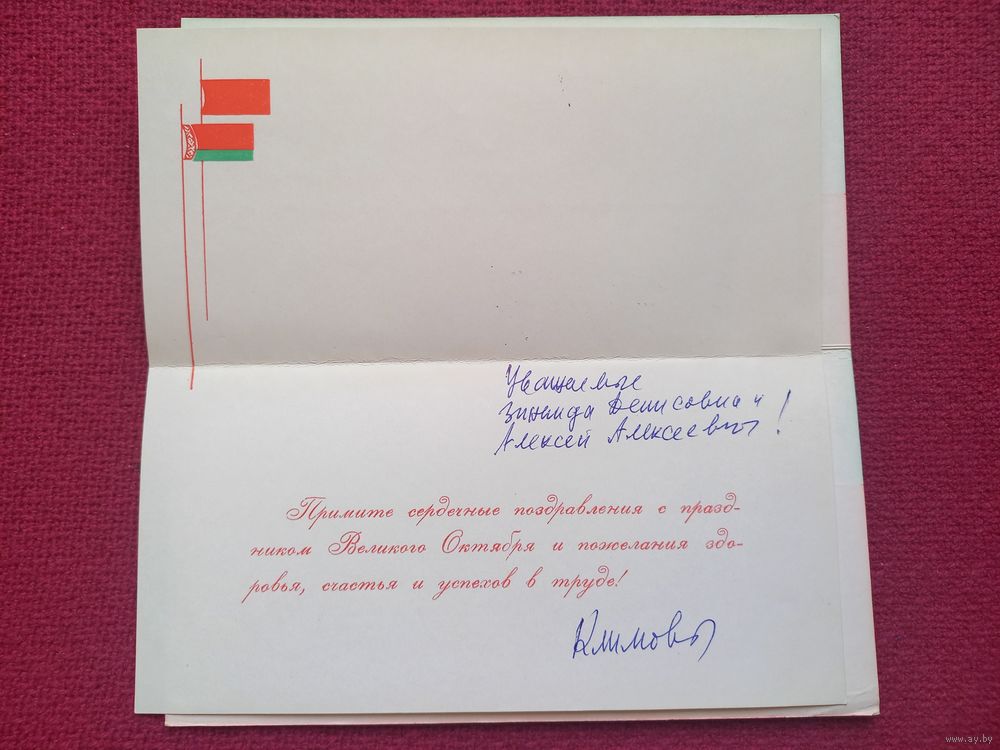 Уважаемые
Зинаида Денисовна и
Алексей Алексеевич!
Примите сердечные поздравления с празд-
ником Великого Октября и пожелания здо-
ровья, счастья и успехов в труде!
Климовы
www.ay.by